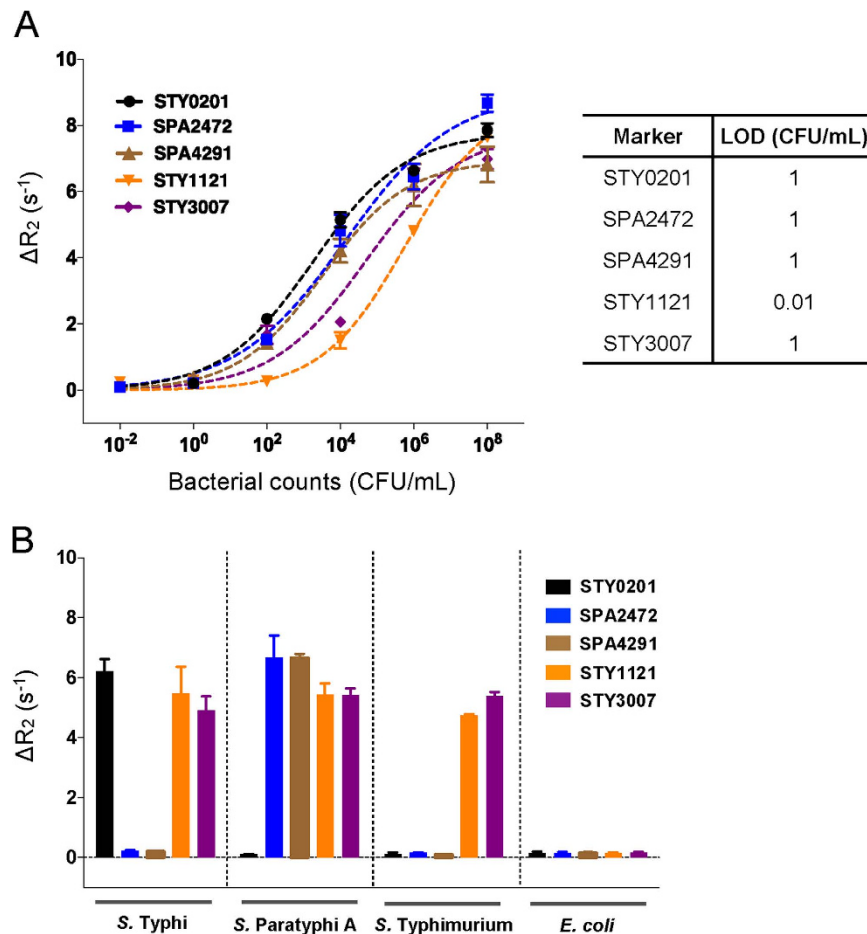 A
10
8
6
4
2
0
ΔR₂ (s⁻¹)
STY0201
SPA2472
SPA4291
STY1121
STY3007
10⁻² 10⁰ 10² 10⁴ 10⁶ 10⁸
Bacterial counts (CFU/mL)
Marker LOD (CFU/mL)
STY0201 1
SPA2472 1
SPA4291 1
STY1121 0.01
STY3007 1
B
10
8
6
4
2
0
ΔR₂ (s⁻¹)
STY0201
SPA2472
SPA4291
STY1121
STY3007
S. Typhi S. Paratyphi A S. Typhimurium E. coli